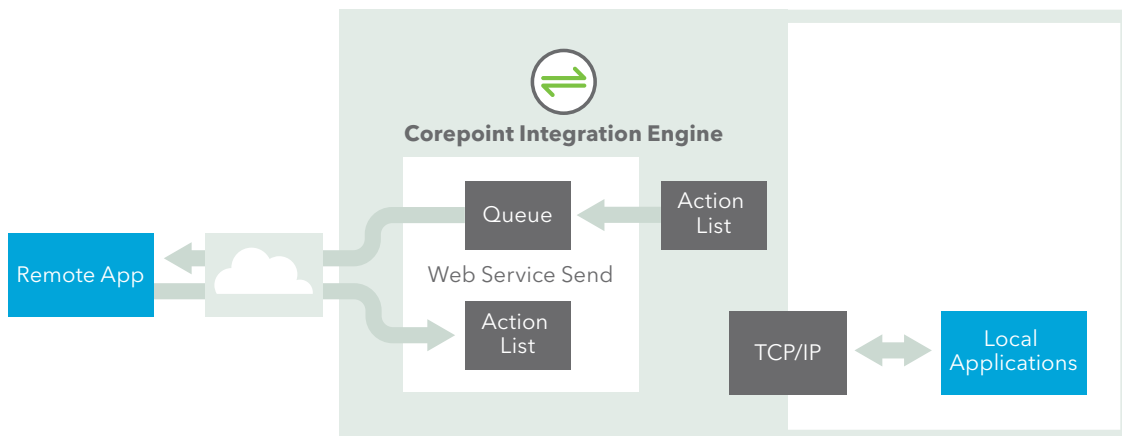 Corepoint Integration Engine
Queue
Action
List
Remote App
Web Service Send
Action
List
TCP/IP
Local
Applications